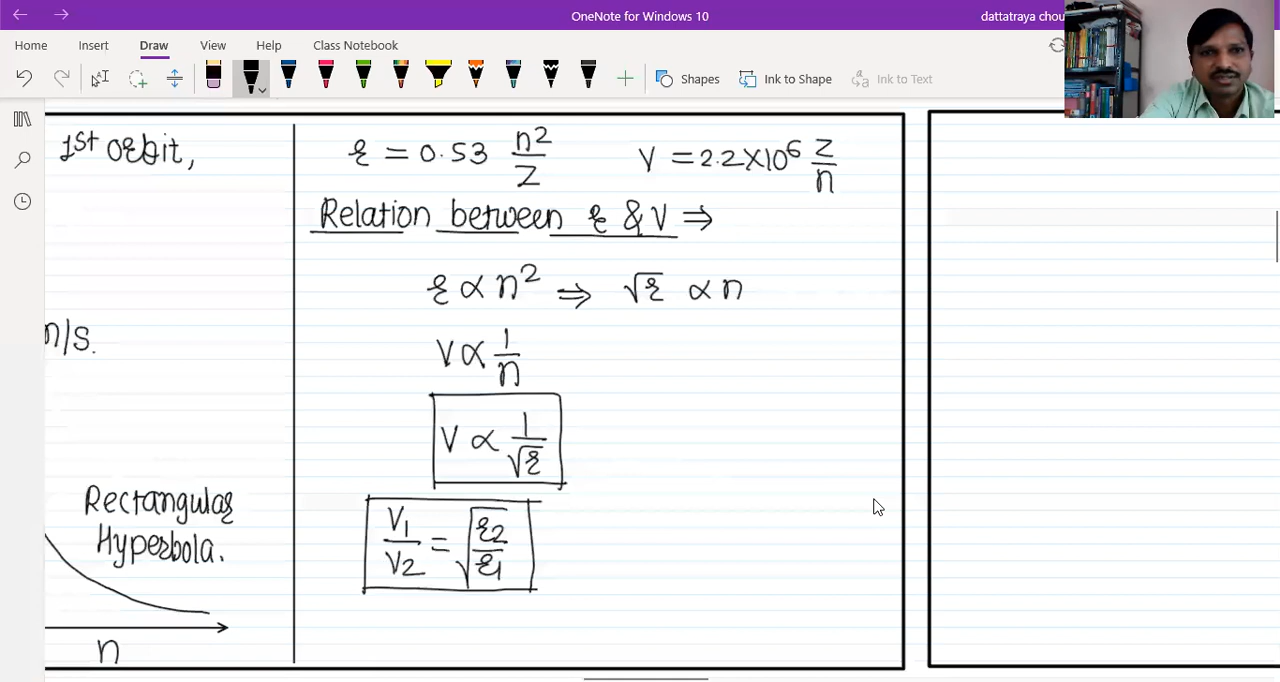 OneNote for Windows 10
dattatraya chou
Home Insert Draw View Help Class Notebook
Shapes Ink to Shape Ink to Text
1st orbit,
r = 0.53 n²/Z V = 2.2×10⁶ Z/n
Relation between r & V ⇒
r ∝ n² ⇒ √r ∝ n
m/s.
V ∝ 1/n
V ∝ 1/√r
Rectangular
Hyperbola.
V₁/V₂ = √(r₂/r₁)
n